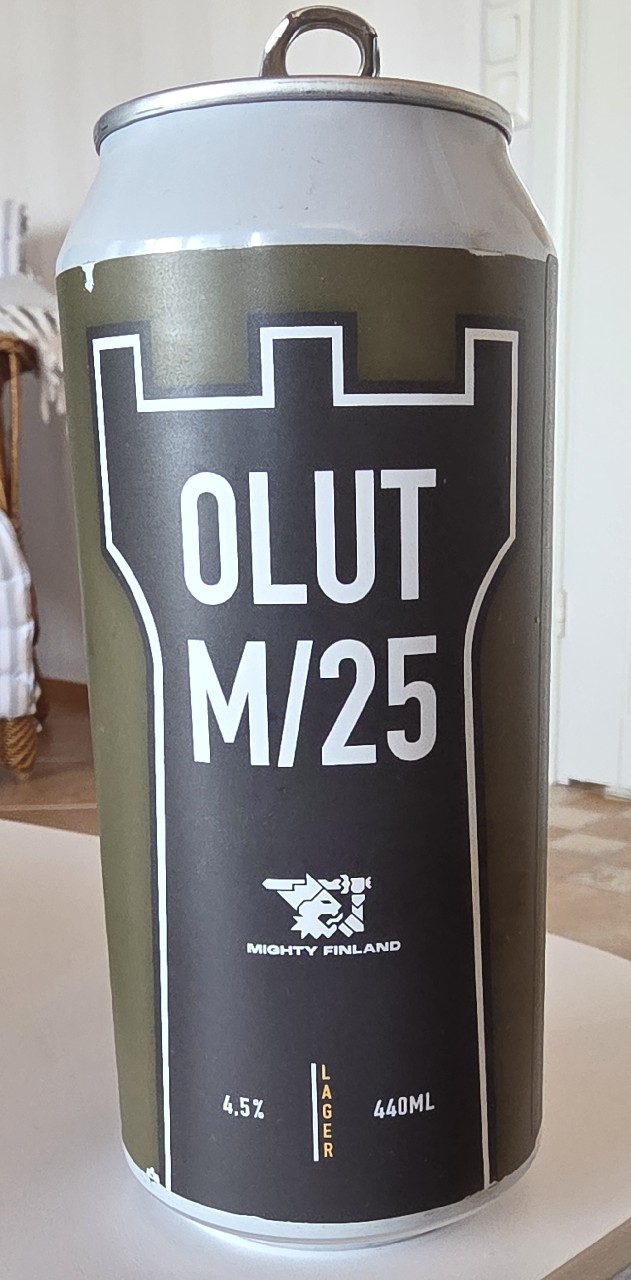 OLUT
M/25
MIGHTY FINLAND
4,5%
LAGER
440ML